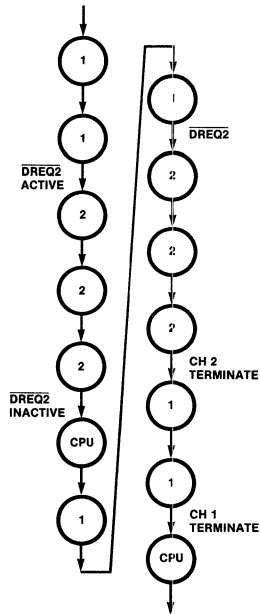 1
1
DREQ2
ACTIVE
2
2
2
DREQ2
INACTIVE
CPU
1
1
DREQ2
2
2
2
CH 2
TERMINATE
1
1
CH 1
TERMINATE
CPU